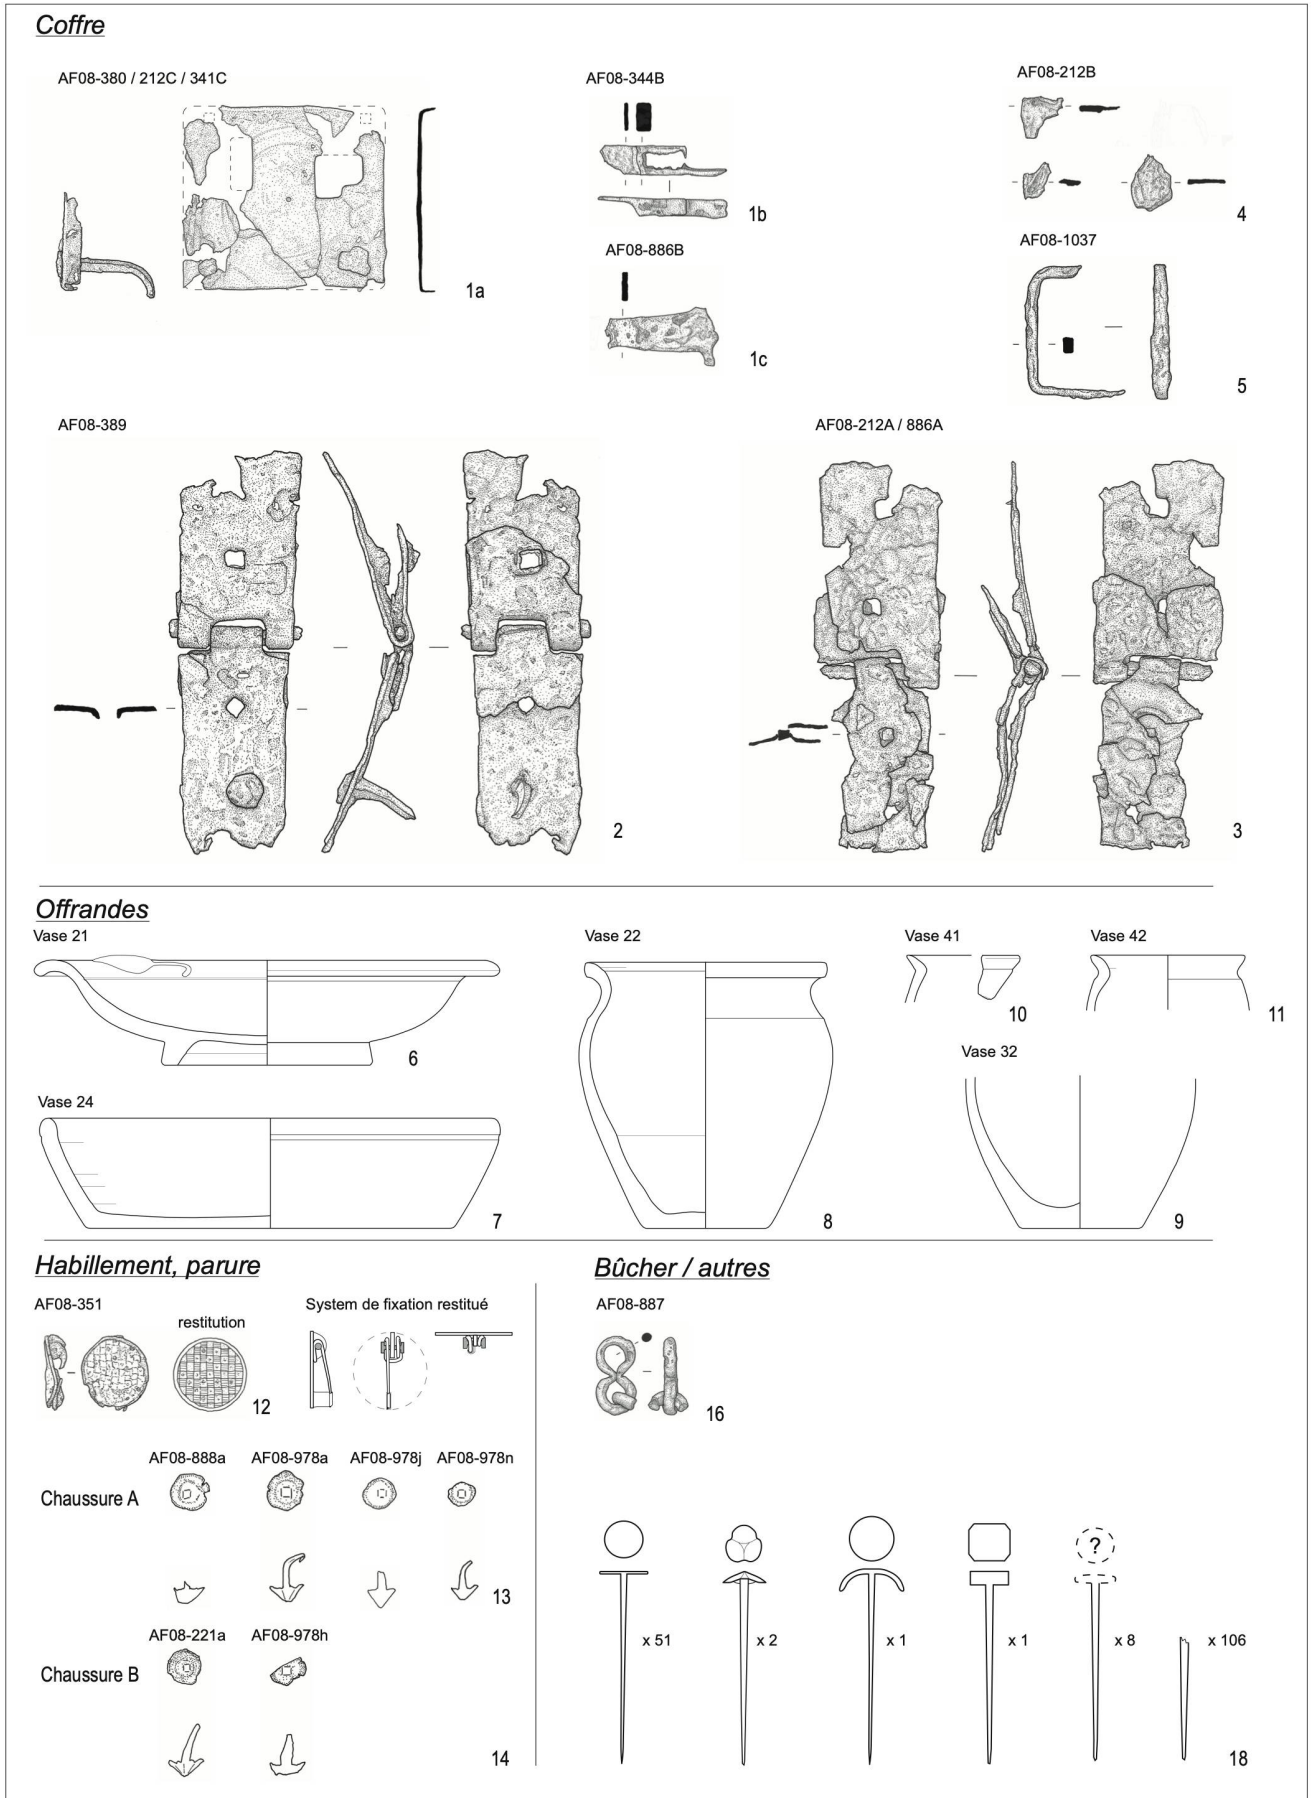 Coffre
AF08-380 / 212C / 341C
1a
AF08-344B
1b
AF08-886B
1c
AF08-212B
4
AF08-1037
5
AF08-389
2
AF08-212A / 886A
3
Offrandes
Vase 21
6
Vase 24
7
Vase 22
8
Vase 41
10
Vase 42
11
Vase 32
9
Habillement, parure
AF08-351
restitution
12
System de fixation restitué
AF08-888a AF08-978a AF08-978j AF08-978n
Chaussure A
13
AF08-221a AF08-978h
Chaussure B
14
Bûcher / autres
AF08-887
16
?
x 51 x 2 x 1 x 1 x 8 x 106
18